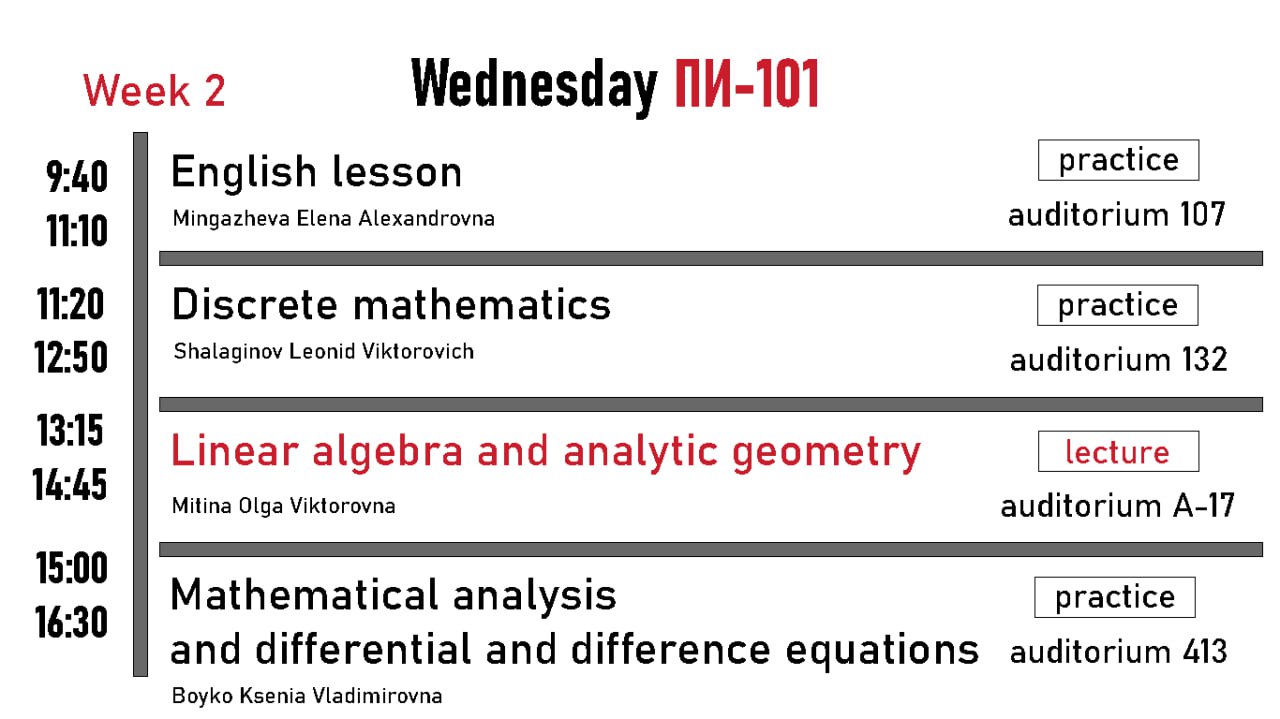 Week 2
Wednesday ПИ-101
9:40
11:10
English lesson
Mingazheva Elena Alexandrovna
practice
auditorium 107
11:20
12:50
Discrete mathematics
Shalaginov Leonid Viktorovich
practice
auditorium 132
13:15
14:45
Linear algebra and analytic geometry
Mitina Olga Viktorovna
lecture
auditorium A-17
15:00
16:30
Mathematical analysis
and differential and difference equations
Boyko Ksenia Vladimirovna
practice
auditorium 413